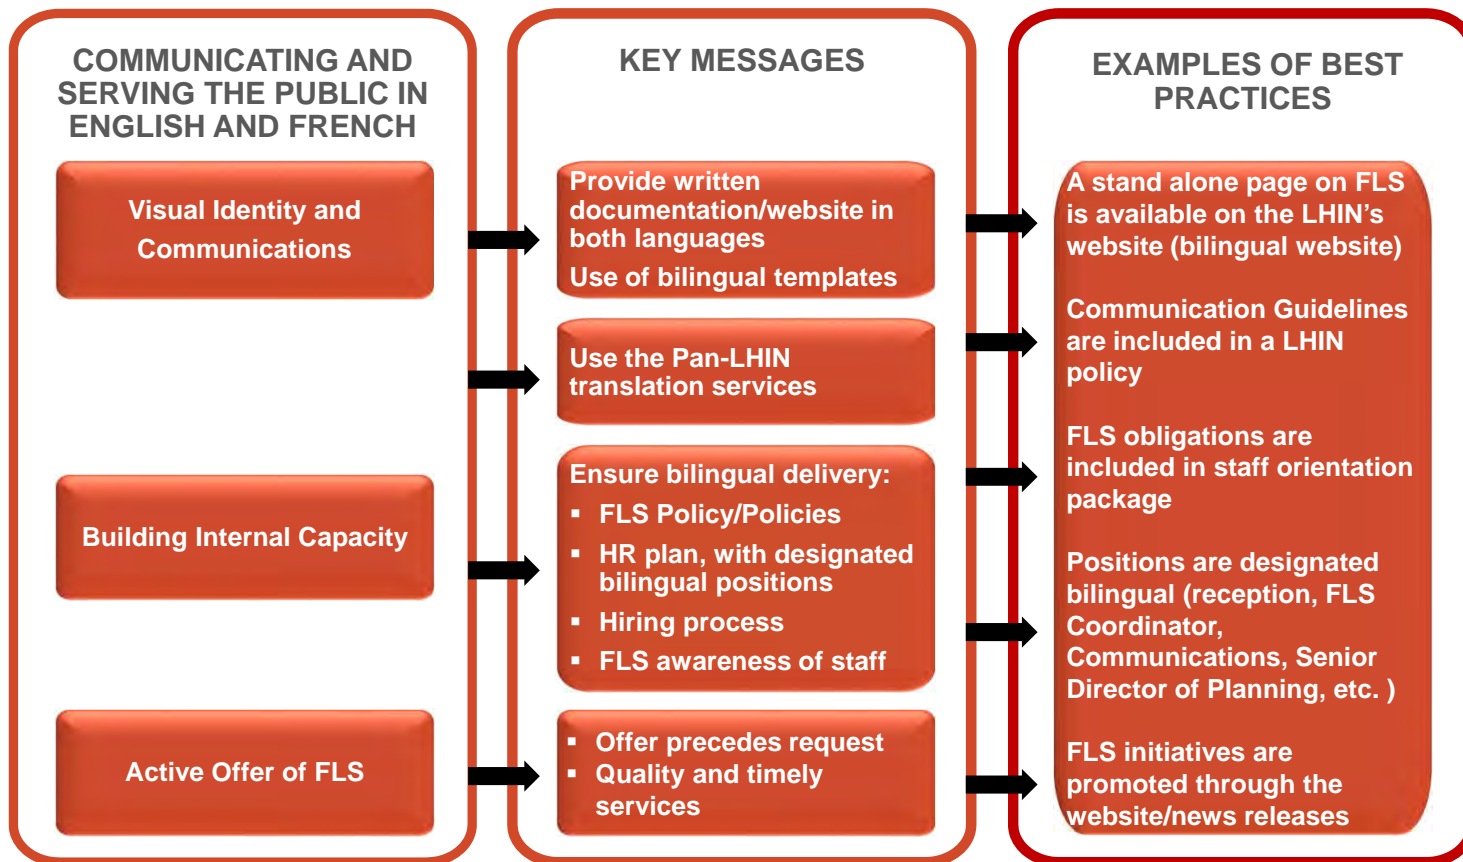 COMMUNICATING AND
SERVING THE PUBLIC IN
ENGLISH AND FRENCH
Visual Identity and
Communications
Building Internal Capacity
Active Offer of FLS
KEY MESSAGES
Provide written
documentation/website in
both languages
Use of bilingual templates
Use the Pan-LHIN
translation services
Ensure bilingual delivery:
▪ FLS Policy/Policies
▪ HR plan, with designated
bilingual positions
▪ Hiring process
▪ FLS awareness of staff
▪ Offer precedes request
▪ Quality and timely
services
EXAMPLES OF BEST
PRACTICES
A stand alone page on FLS
is available on the LHIN’s
website (bilingual website)
Communication Guidelines
are included in a LHIN
policy
FLS obligations are
included in staff orientation
package
Positions are designated
bilingual (reception, FLS
Coordinator,
Communications, Senior
Director of Planning, etc. )
FLS initiatives are
promoted through the
website/news releases